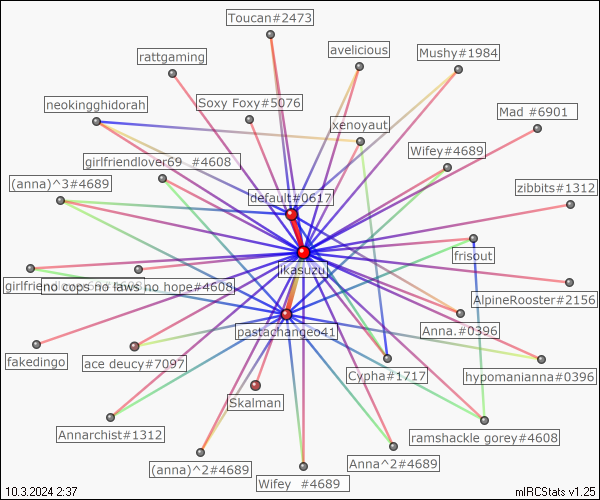 Toucan#2473
avelicious
Mushy#1984
rattgaming
Soxy Foxy#5076
neokingghidorah
xenoyaut
Mad #6901
girlfriendlover69 #4608
Wifey#4689
(anna)^3#4689
default#0617
zibbits#1312
frisout
ikasuzu
girlfriend
no cops no laws no hope#4608
AlpineRooster#2156
pastachangeo41
Anna.#0396
fakedingo
ace deucy#7097
Cypha#1717
hypomanianna#0396
Skalman
Annarchist#1312
ramshackle gorey#4608
(anna)^2#4689
Anna^2#4689
Wifey #4689
10.3.2024 2:37
mIRCStats v1.25